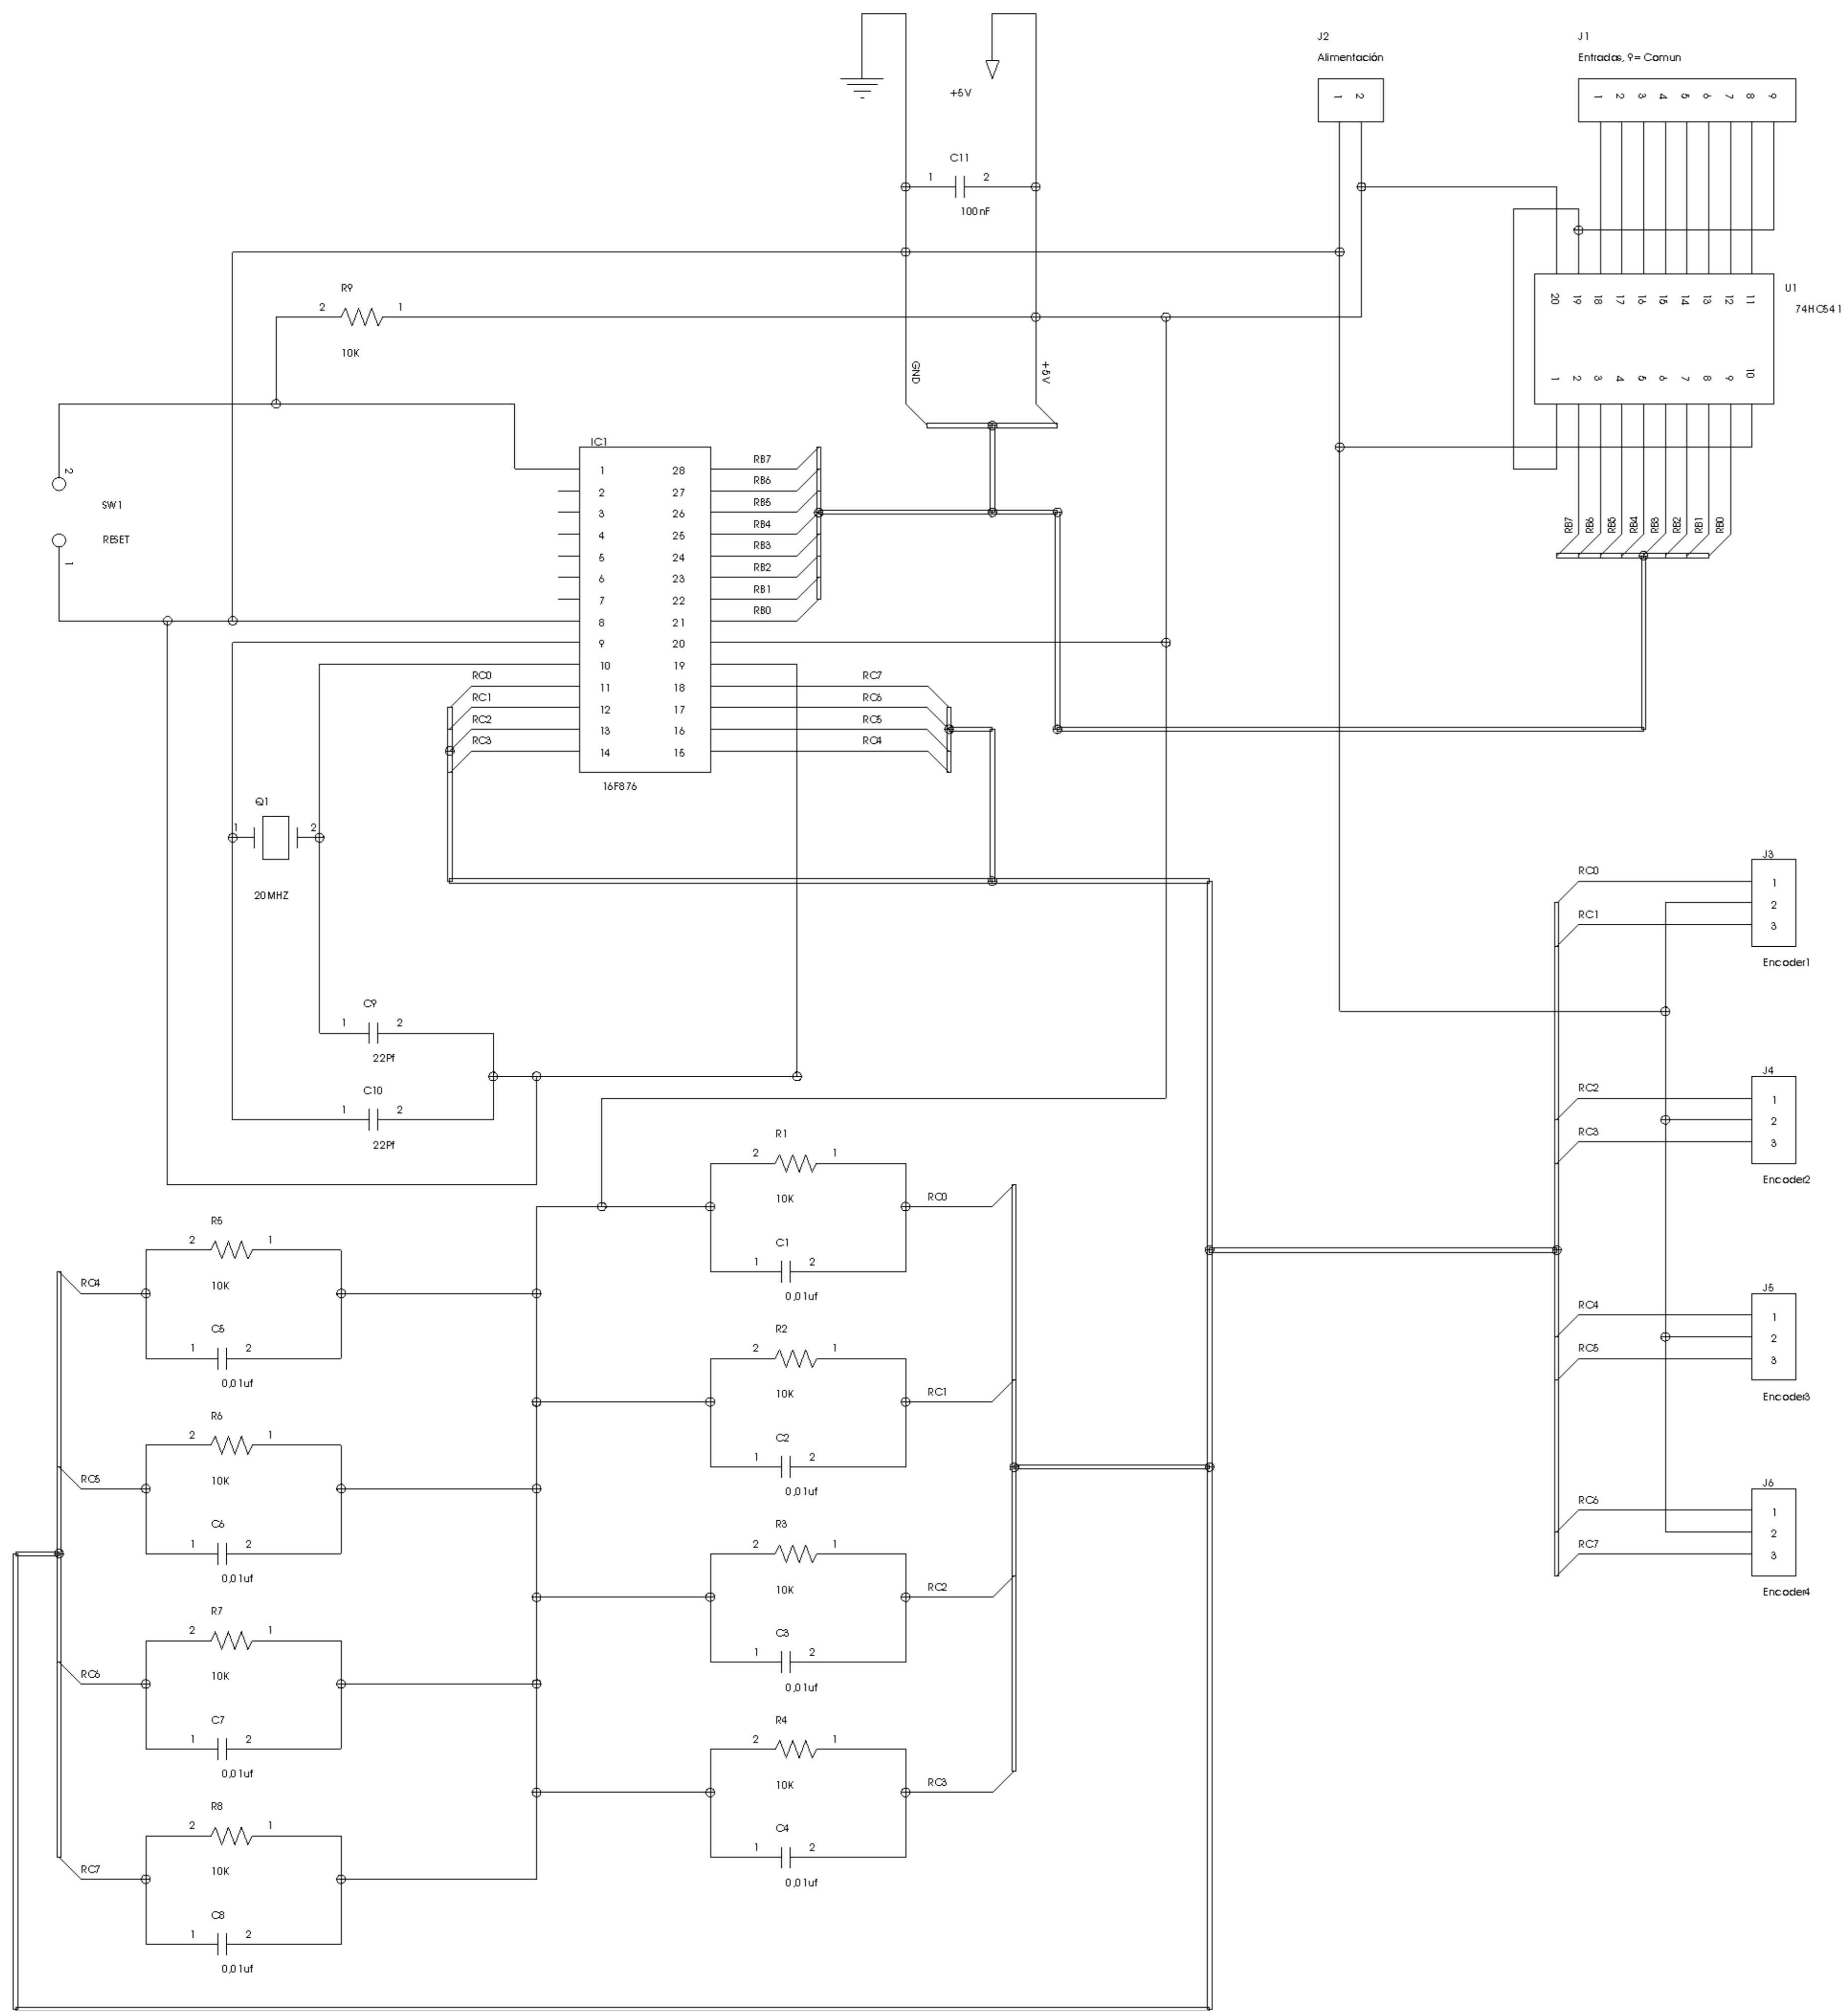 J2
Alimentación
1
2
J1
Entradas, 9= Comun
1
2
3
4
5
6
7
8
9
+5V
C11
1
2
100nF
R9
2
1
10K
GND
+5V
20
19
18
17
16
15
14
13
12
11
U1
74HC541
1
2
3
4
5
6
7
8
9
10
RB7
RB6
RB5
RB4
RB3
RB2
RB1
RB0
2
SW1
RESET
1
IC1
1
2
3
4
5
6
7
8
9
10
11
12
13
14
28
27
26
25
24
23
22
21
20
19
18
17
16
15
16F876
RB7
RB6
RB5
RB4
RB3
RB2
RB1
RB0
RC0
RC1
RC2
RC3
RC7
RC6
RC5
RC4
Q1
1
2
20MHZ
C9
1
2
22Pf
C10
1
2
22Pf
J3
RC0
1
2
RC1
3
Encoder1
J4
RC2
1
2
RC3
3
Encoder2
J5
RC4
1
2
RC5
3
Encoder3
J6
RC6
1
2
RC7
3
Encoder4
R1
2
1
10K
RC0
C1
1
2
0,01uf
R2
2
1
10K
RC1
C2
1
2
0,01uf
R3
2
1
10K
RC2
C3
1
2
0,01uf
R4
2
1
10K
RC3
C4
1
2
0,01uf
R5
2
1
RC4
10K
C5
1
2
0,01uf
R6
2
1
RC5
10K
C6
1
2
0,01uf
R7
2
1
RC6
10K
C7
1
2
0,01uf
R8
2
1
RC7
10K
C8
1
2
0,01uf